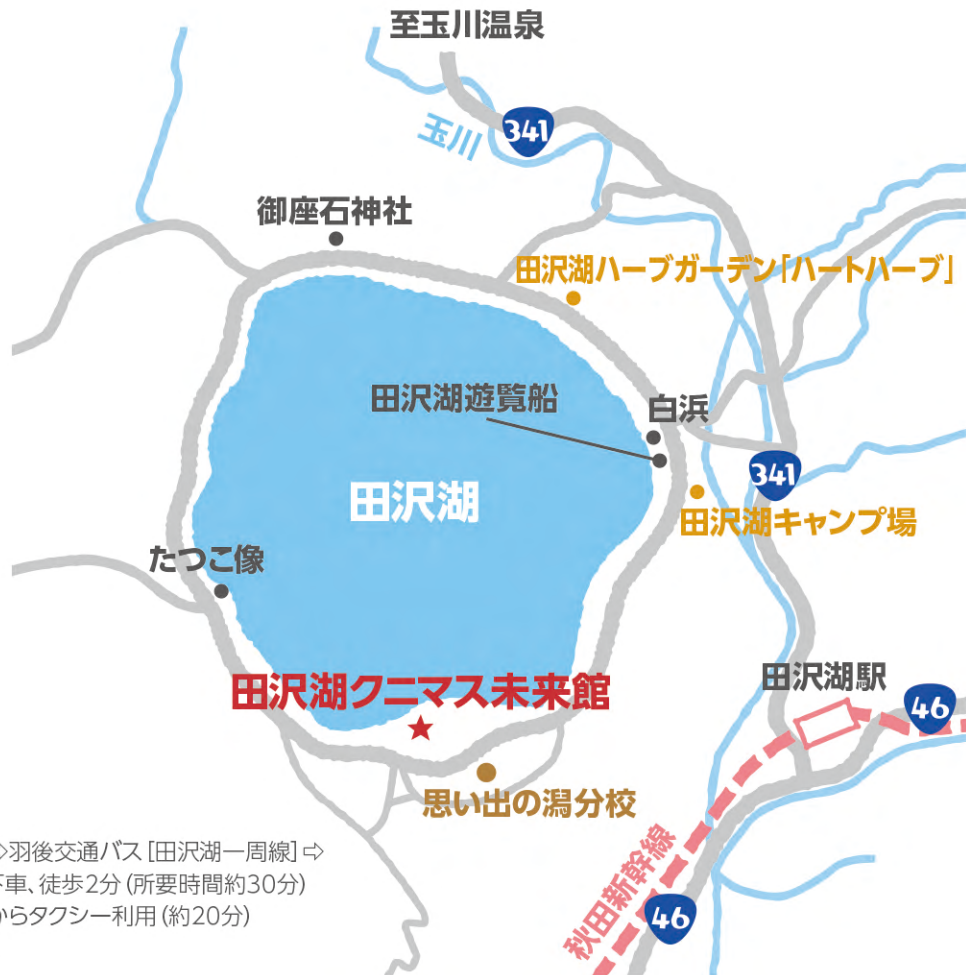 至玉川温泉
341
玉川
御座石神社
田沢湖ハーブガーデン「ハートハーブ」
田沢湖遊覧船
白浜
田沢湖
341
田沢湖キャンプ場
たつこ像
田沢湖駅
田沢湖クニマス未来館
46
思い出の潟分校
秋田新幹線
46
羽後交通バス[田沢湖一周線]⇨
下車、徒歩2分(所要時間約30分)
からタクシー利用(約20分)